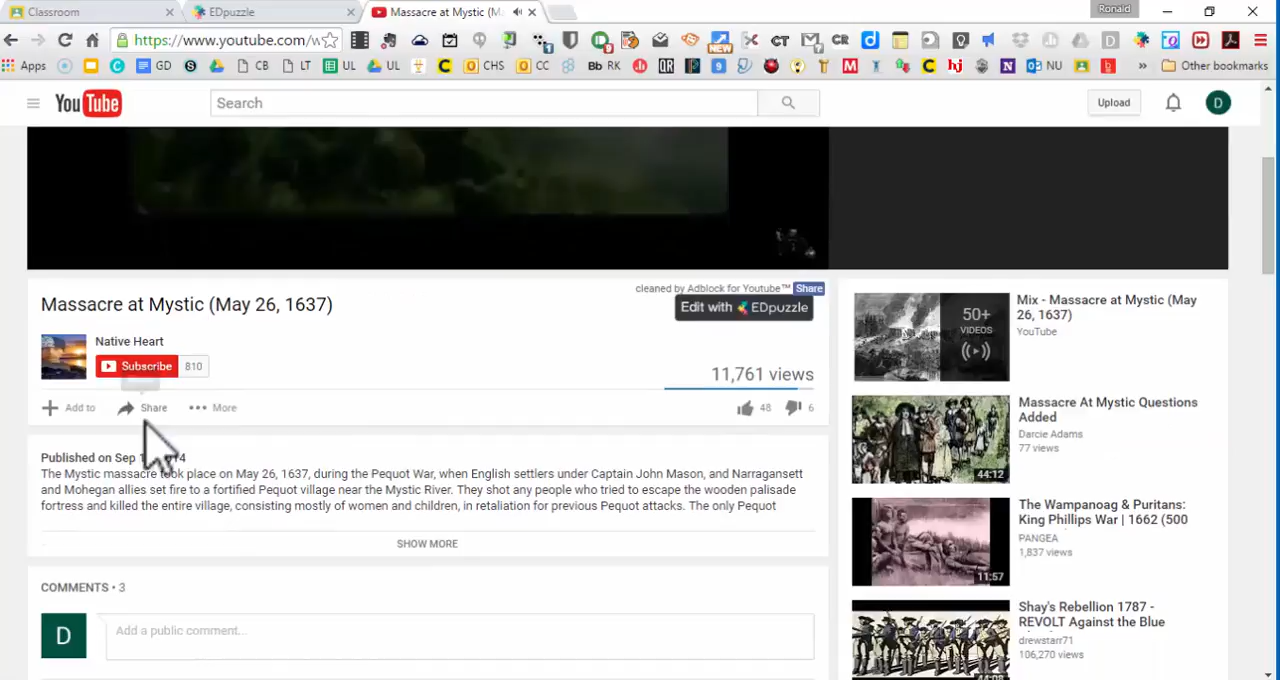 Classroom
EDpuzzle
Massacre at Mystic (M
Ronald
https://www.youtube.com/w
NEW
CT
CR
Apps
GD
CB
LT
UL
UL
CHS
CC
Bb RK
QR
NU
Other bookmarks
YouTube
Search
Upload
D
Massacre at Mystic (May 26, 1637)
cleaned by Adblock for Youtube™ Share
Edit with EDpuzzle
Native Heart
Subscribe 810
11,761 views
Add to Share More
48 6
Published on Sep
The Mystic massacre took place on May 26, 1637, during the Pequot War, when English settlers under Captain John Mason, and Narragansett
and Mohegan allies set fire to a fortified Pequot village near the Mystic River. They shot any people who tried to escape the wooden palisade
fortress and killed the entire village, consisting mostly of women and children, in retaliation for previous Pequot attacks. The only Pequot
SHOW MORE
COMMENTS • 3
D
Add a public comment...
50+
VIDEOS
Mix - Massacre at Mystic (May
26, 1637)
YouTube
44:12
Massacre At Mystic Questions
Added
Darcie Adams
77 views
11:57
The Wampanoag & Puritans:
King Phillips War | 1662 (500
PANGEA
1,837 views
Shay's Rebellion 1787 -
REVOLT Against the Blue
drewstarr71
106,270 views